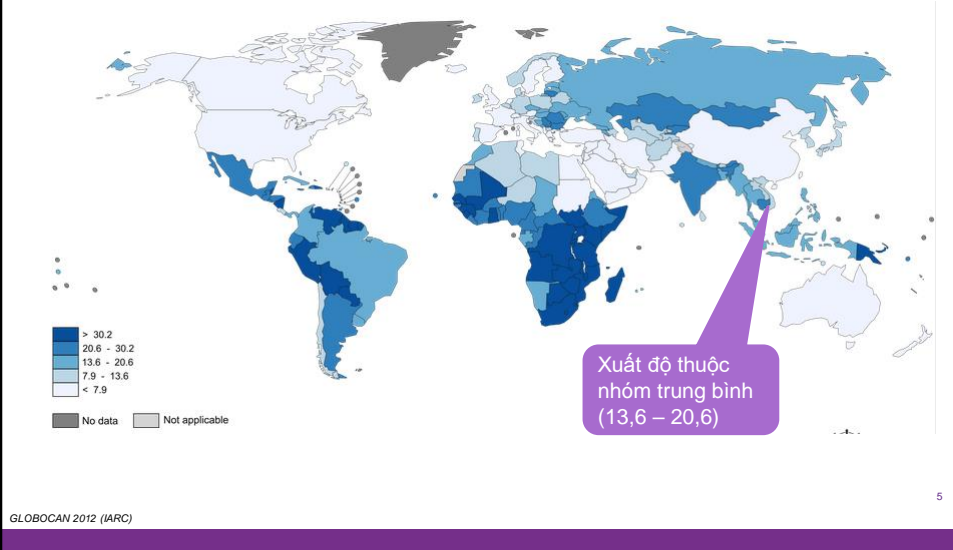 > 30.2
20.6 - 30.2
13.6 - 20.6
7.9 - 13.6
< 7.9
No data
Not applicable
Xuất độ thuộc
nhóm trung bình
(13,6 – 20,6)
5
GLOBOCAN 2012 (IARC)